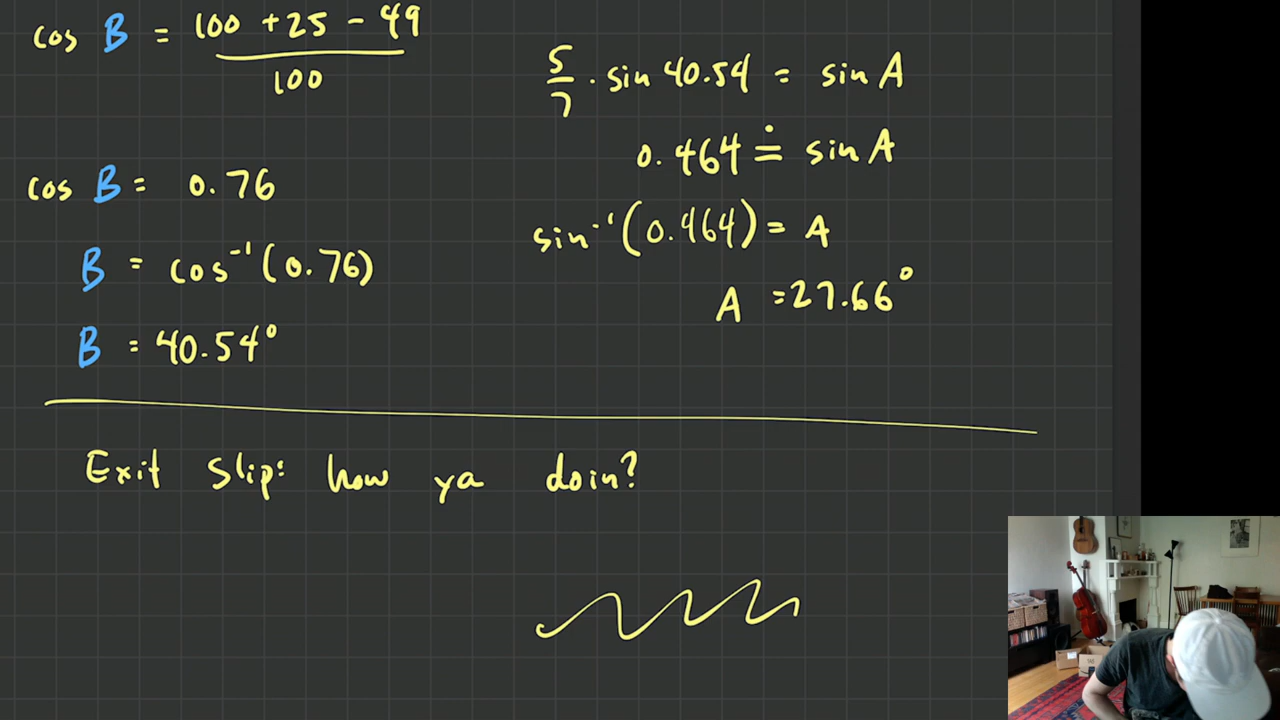 cos B = 100 + 25 - 49
100
cos B = 0.76
B = cos⁻¹(0.76)
B = 40.54°
5
7 · sin 40.54 = sin A
0.464 ≐ sin A
sin⁻¹(0.464) = A
A = 27.66°
Exit Slip: how ya doin?